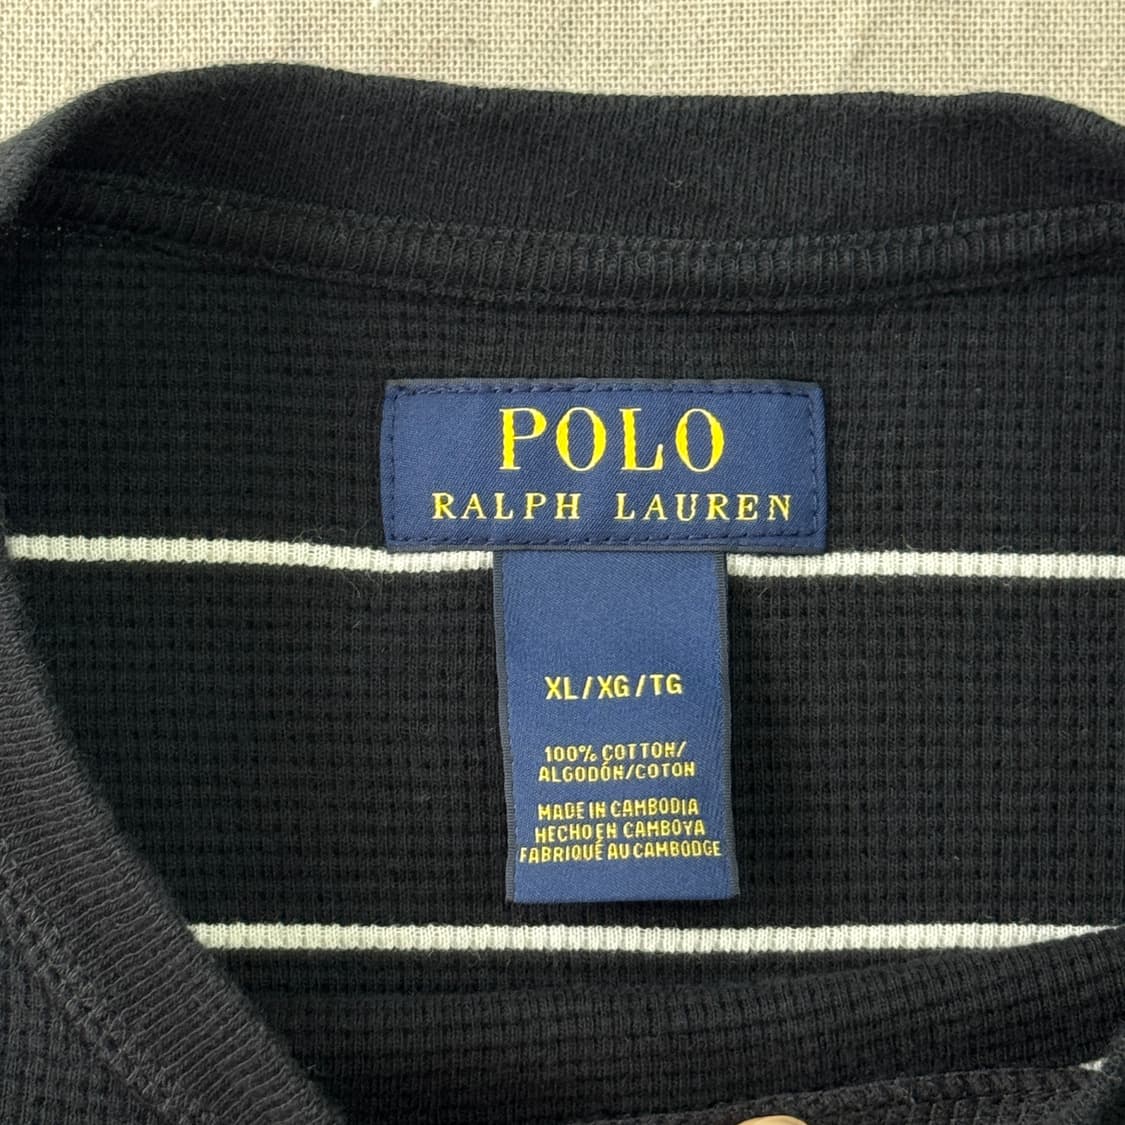 POLO
RALPH LAUREN
XL/XG/TG
100% COTTON/
ALGODÓN/COTON
MADE IN CAMBODIA
HECHO EN CAMBOYA
FABRIQUÉ AU CAMBODGE